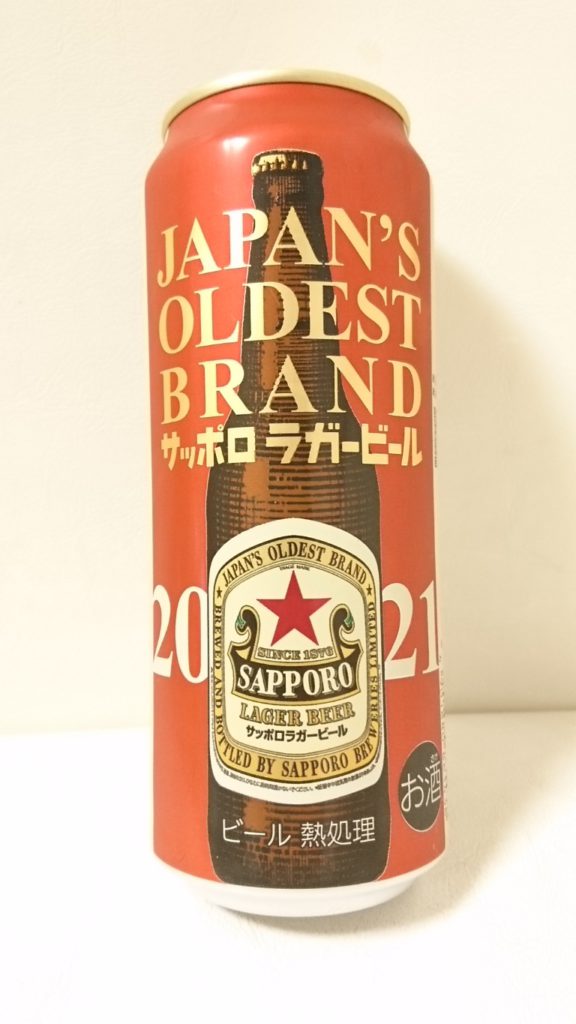 JAPAN'S
OLDEST
BRAND
サッポロ ラガービール
20 21
JAPAN'S OLDEST BRAND
TRADE MARK
SINCE 1876
SAPPORO
LAGER BEER
サッポロラガービール
BREWED AND BOTTLED BY SAPPORO BREWERIES LIMITED
お酒
ビール 熱処理